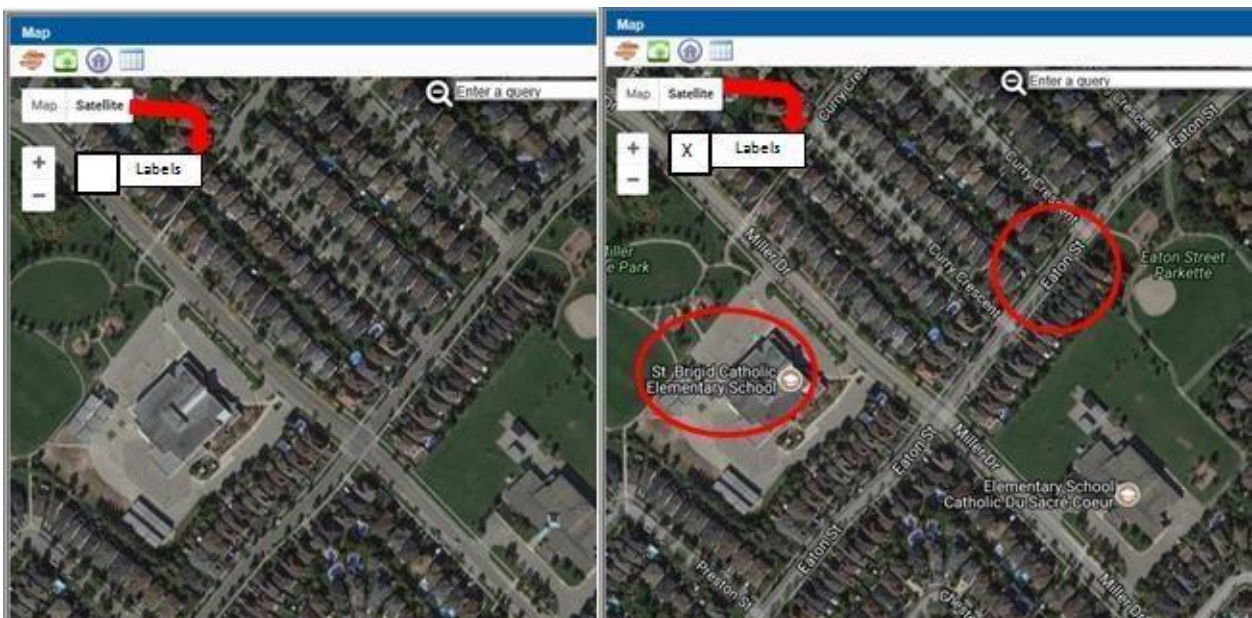 Map
Enter a query
Map Satellite
+
Labels
-
Map
Enter a query
Map Satellite
+
X
Labels
-
Curry Crescent
Crescent
Eaton St
Curry Crescent
Miller Dr
Curry Crescent
Eaton St
Eaton Street
Parkette
Miller
e Park
St. Brigid Catholic
Elementary School
Eaton St
Miller Dr
Elementary School
Catholic Du Sacre Coeur
Eaton St
Preston St
Miller Dr